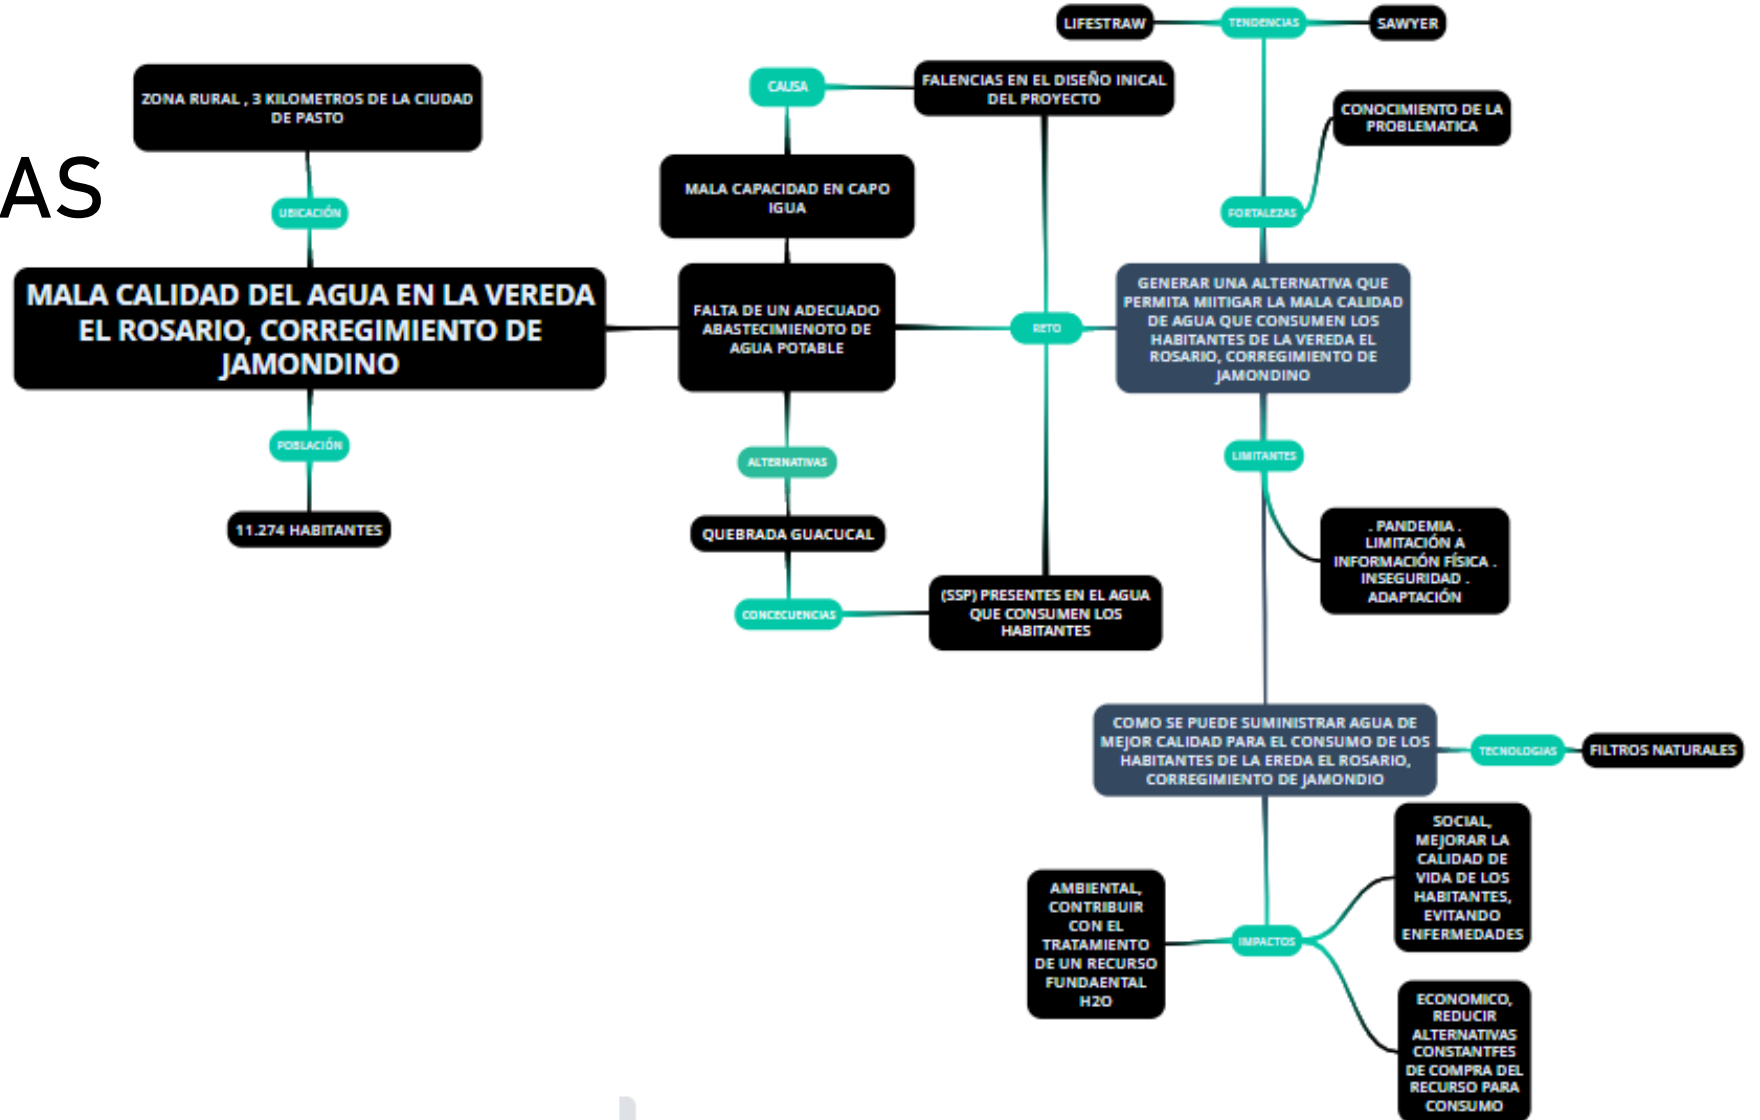 AS
ZONA RURAL , 3 KILOMETROS DE LA CIUDAD
DE PASTO
UBICACIÓN
MALA CALIDAD DEL AGUA EN LA VEREDA
EL ROSARIO, CORREGIMIENTO DE
JAMONDINO
POBLACIÓN
11.274 HABITANTES
CAUSA
FALENCIAS EN EL DISEÑO INICAL
DEL PROYECTO
MALA CAPACIDAD EN CAPO
IGUA
FALTA DE UN ADECUADO
ABASTECIMIENOTO DE
AGUA POTABLE
ALTERNATIVAS
QUEBRADA GUACUCAL
CONCECUENCIAS
(SSP) PRESENTES EN EL AGUA
QUE CONSUMEN LOS
HABITANTES
RETO
LIFESTRAW
TENDENCIAS
SAWYER
CONOCIMIENTO DE LA
PROBLEMATICA
FORTALEZAS
GENERAR UNA ALTERNATIVA QUE
PERMITA MIITIGAR LA MALA CALIDAD
DE AGUA QUE CONSUMEN LOS
HABITANTES DE LA VEREDA EL
ROSARIO, CORREGIMIENTO DE
JAMONDINO
LIMITANTES
. PANDEMIA .
LIMITACIÓN A
INFORMACIÓN FÍSICA .
INSEGURIDAD .
ADAPTACIÓN
COMO SE PUEDE SUMINISTRAR AGUA DE
MEJOR CALIDAD PARA EL CONSUMO DE LOS
HABITANTES DE LA EREDA EL ROSARIO,
CORREGIMIENTO DE JAMONDIO
TECNOLOGIAS
FILTROS NATURALES
IMPACTOS
AMBIENTAL,
CONTRIBUIR
CON EL
TRATAMIENTO
DE UN RECURSO
FUNDAENTAL
H2O
SOCIAL,
MEJORAR LA
CALIDAD DE
VIDA DE LOS
HABITANTES,
EVITANDO
ENFERMEDADES
ECONOMICO,
REDUCIR
ALTERNATIVAS
CONSTANTFES
DE COMPRA DEL
RECURSO PARA
CONSUMO